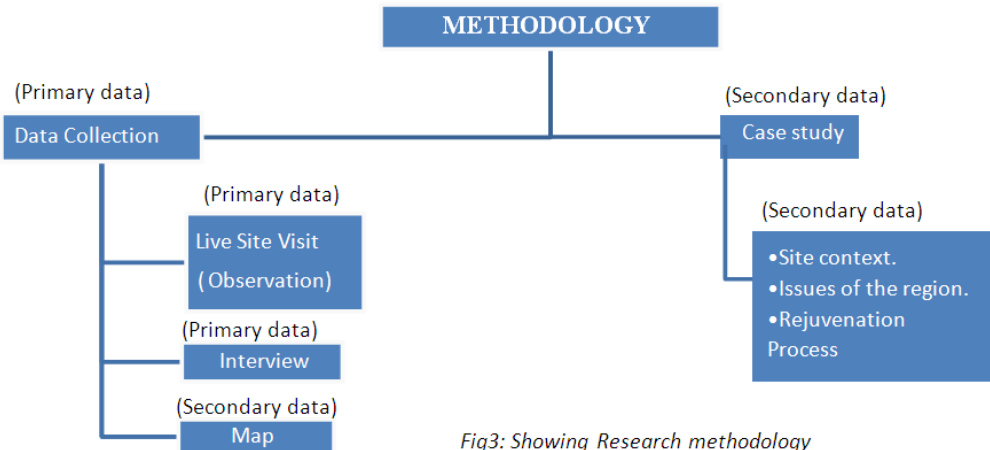 METHODOLOGY
(Primary data)
Data Collection
(Primary data)
Live Site Visit
( Observation)
(Primary data)
Interview
(Secondary data)
Map
(Secondary data)
Case study
(Secondary data)
•Site context.
•Issues of the region.
•Rejuvenation
Process
Fig3: Showing Research methodology